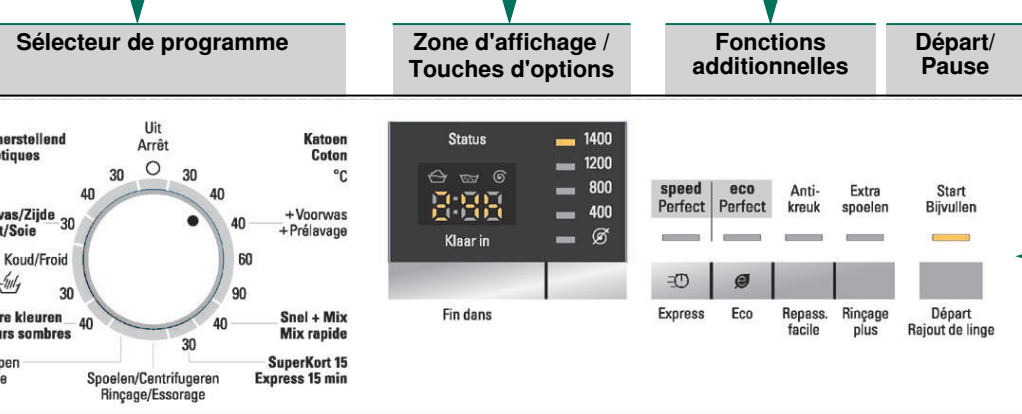 Sélecteur de programme
Zone d'affichage /
Touches d'options
Fonctions
additionnelles
Départ/
Pause
Uit
Arrêt
Katoen
Coton
°C
30
30
40
40
30
40
+Voorwas
+Prélavage
Koud/Froid
60
30
90
re kleuren
40
40
Snel + Mix
Mix rapide
30
SuperKort 15
Express 15 min
Spoelen/Centrifugeren
Rinçage/Essorage
Status
1400
1200
800
400
Klaar in
Fin dans
speed
Perfect
eco
Perfect
Anti-
kreuk
Extra
spoelen
Start
Bijvullen
Express
Eco
Repass.
facile
Rinçage
plus
Départ
Rajout de linge